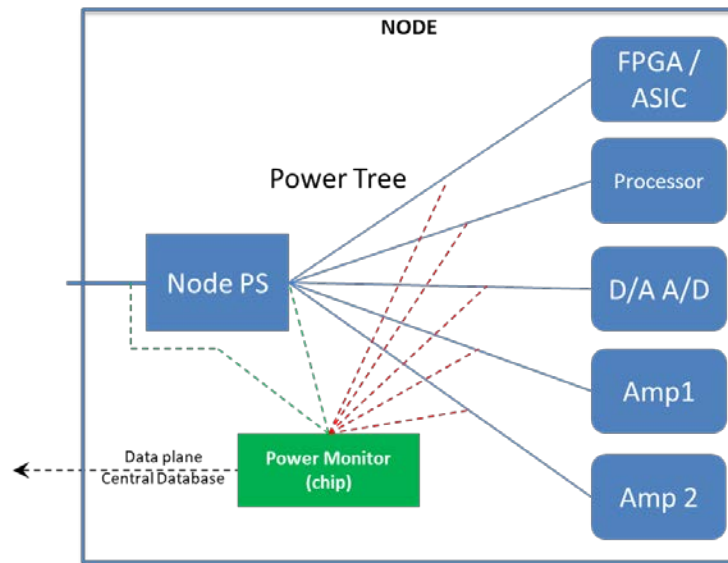 NODE
FPGA /
ASIC
Power Tree
Processor
Node PS
D/A A/D
Amp1
Data plane
Central Database
Power Monitor
(chip)
Amp 2